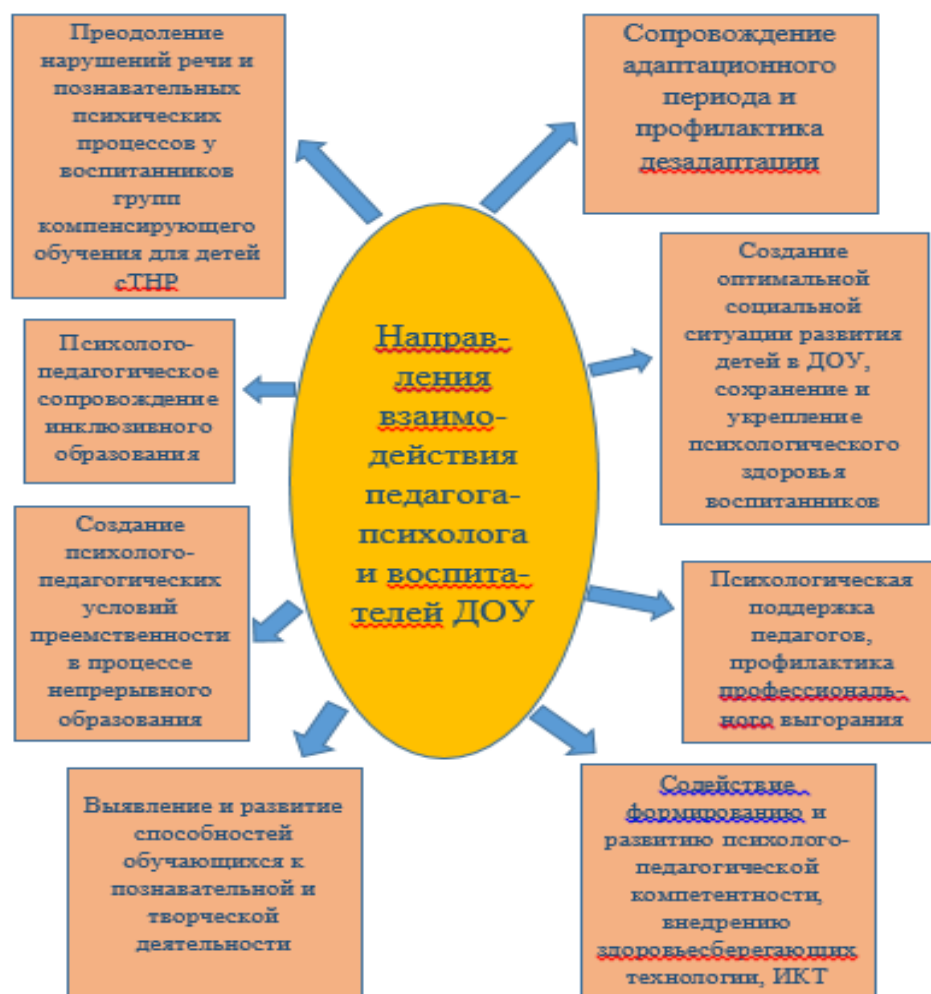 Преодоление
нарушений речи и
познавательных
психических
процессов у
воспитанников
групп
компенсирующего
обучения для детей
сТНР
Сопровождение
адаптационного
периода и
профилактика
дезадаптации
Психолого-
педагогическое
сопровождение
инклюзивного
образования
Направ-
ления
взаимо-
действия
педагога-
психолога
и воспита-
телей ДОУ
Создание
оптимальной
социальной
ситуации развития
детей в ДОУ,
сохранение и
укрепление
психологического
здоровья
воспитанников
Создание
психолого-
педагогических
условий
преемственности
в процессе
непрерывного
образования
Психологическая
поддержка
педагогов,
профилактика
профессиональ-
ного выгорания
Выявление и развитие
способностей
обучающихся к
познавательной и
творческой
деятельности
Содействие
формированию и
развитию психолого-
педагогической
компетентности,
внедрению
здоровьесберегающих
технологии, ИКТ